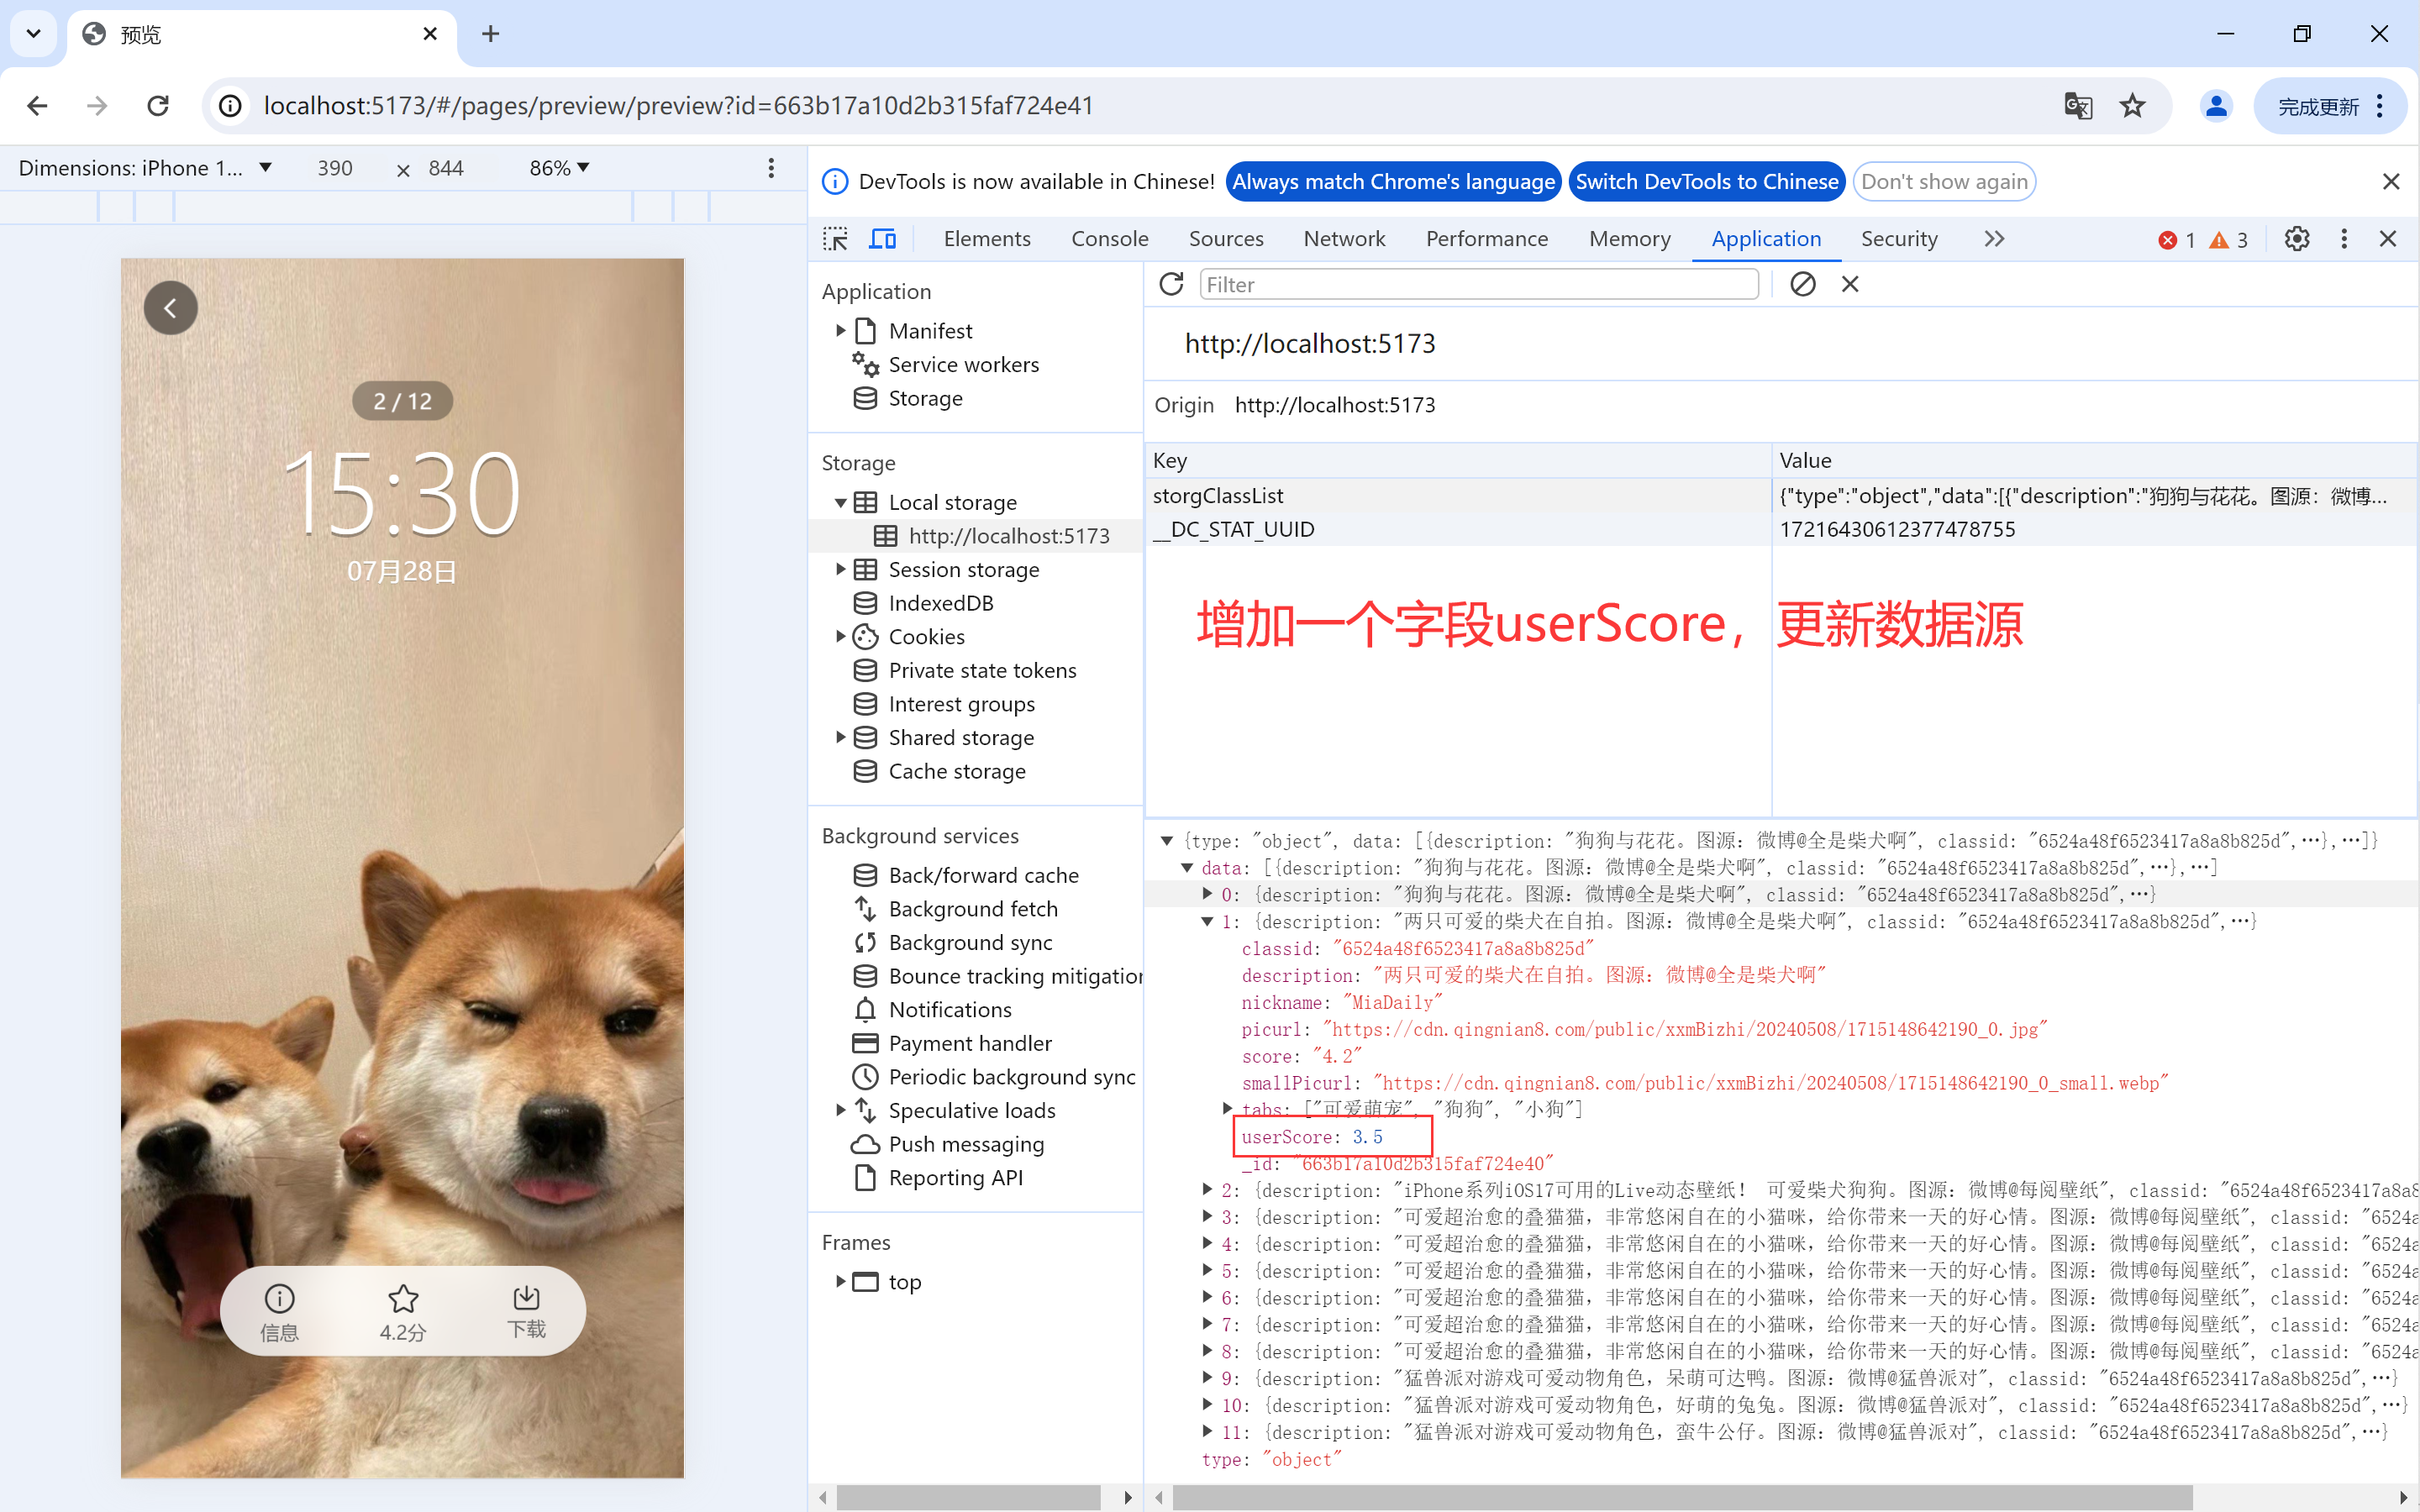 预览
localhost:5173/#/pages/preview/preview?id=663b17a10d2b315faf724e41
完成更新
Dimensions: iPhone 1... 390 × 844 86%
2 / 12
15:30
07月28日
信息
4.2分
下载
DevTools is now available in Chinese! Always match Chrome's language Switch DevTools to Chinese Don't show again
Elements Console Sources Network Performance Memory Application Security 1 3
Application
Manifest
Service workers
Storage
Storage
Local storage
http://localhost:5173
Session storage
IndexedDB
Cookies
Private state tokens
Interest groups
Shared storage
Cache storage
Background services
Back/forward cache
Background fetch
Background sync
Bounce tracking mitigation
Notifications
Payment handler
Periodic background sync
Speculative loads
Push messaging
Reporting API
Frames
top
Filter
http://localhost:5173
Origin http://localhost:5173
Key Value
storgClassList {"type":"object","data":[{"description":"狗狗与花花。图源：微博...
__DC_STAT_UUID 17216430612377478755
增加一个字段userScore，更新数据源
{type: "object", data: [{description: "狗狗与花花。图源：微博@全是柴犬啊", classid: "6524a48f6523417a8a8b825d",…},…]}
data: [{description: "狗狗与花花。图源：微博@全是柴犬啊", classid: "6524a48f6523417a8a8b825d",…},…]
0: {description: "狗狗与花花。图源：微博@全是柴犬啊", classid: "6524a48f6523417a8a8b825d",…}
1: {description: "两只可爱的柴犬在自拍。图源：微博@全是柴犬啊", classid: "6524a48f6523417a8a8b825d",…}
classid: "6524a48f6523417a8a8b825d"
description: "两只可爱的柴犬在自拍。图源：微博@全是柴犬啊"
nickname: "MiaDaily"
picurl: "https://cdn.qingnian8.com/public/xxmBizhi/20240508/1715148642190_0.jpg"
score: "4.2"
smallPicurl: "https://cdn.qingnian8.com/public/xxmBizhi/20240508/1715148642190_0_small.webp"
tabs: ["可爱萌宠", "狗狗", "小狗"]
userScore: 3.5
_id: "663b17a10d2b315faf724e40"
2: {description: "iPhone系列iOS17可用的Live动态壁纸！ 可爱柴犬狗狗。图源：微博@每阅壁纸", classid: "6524a48f6523417a8a8
3: {description: "可爱超治愈的叠猫猫，非常悠闲自在的小猫咪，给你带来一天的好心情。图源：微博@每阅壁纸", classid: "6524a
4: {description: "可爱超治愈的叠猫猫，非常悠闲自在的小猫咪，给你带来一天的好心情。图源：微博@每阅壁纸", classid: "6524a
5: {description: "可爱超治愈的叠猫猫，非常悠闲自在的小猫咪，给你带来一天的好心情。图源：微博@每阅壁纸", classid: "6524a
6: {description: "可爱超治愈的叠猫猫，非常悠闲自在的小猫咪，给你带来一天的好心情。图源：微博@每阅壁纸", classid: "6524a
7: {description: "可爱超治愈的叠猫猫，非常悠闲自在的小猫咪，给你带来一天的好心情。图源：微博@每阅壁纸", classid: "6524a
8: {description: "可爱超治愈的叠猫猫，非常悠闲自在的小猫咪，给你带来一天的好心情。图源：微博@每阅壁纸", classid: "6524a
9: {description: "猛兽派对游戏可爱动物角色，呆萌可达鸭。图源：微博@猛兽派对", classid: "6524a48f6523417a8a8b825d",…}
10: {description: "猛兽派对游戏可爱动物角色，好萌的兔兔。图源：微博@猛兽派对", classid: "6524a48f6523417a8a8b825d",…}
11: {description: "猛兽派对游戏可爱动物角色，蛮牛公仔。图源：微博@猛兽派对", classid: "6524a48f6523417a8a8b825d",…}
type: "object"